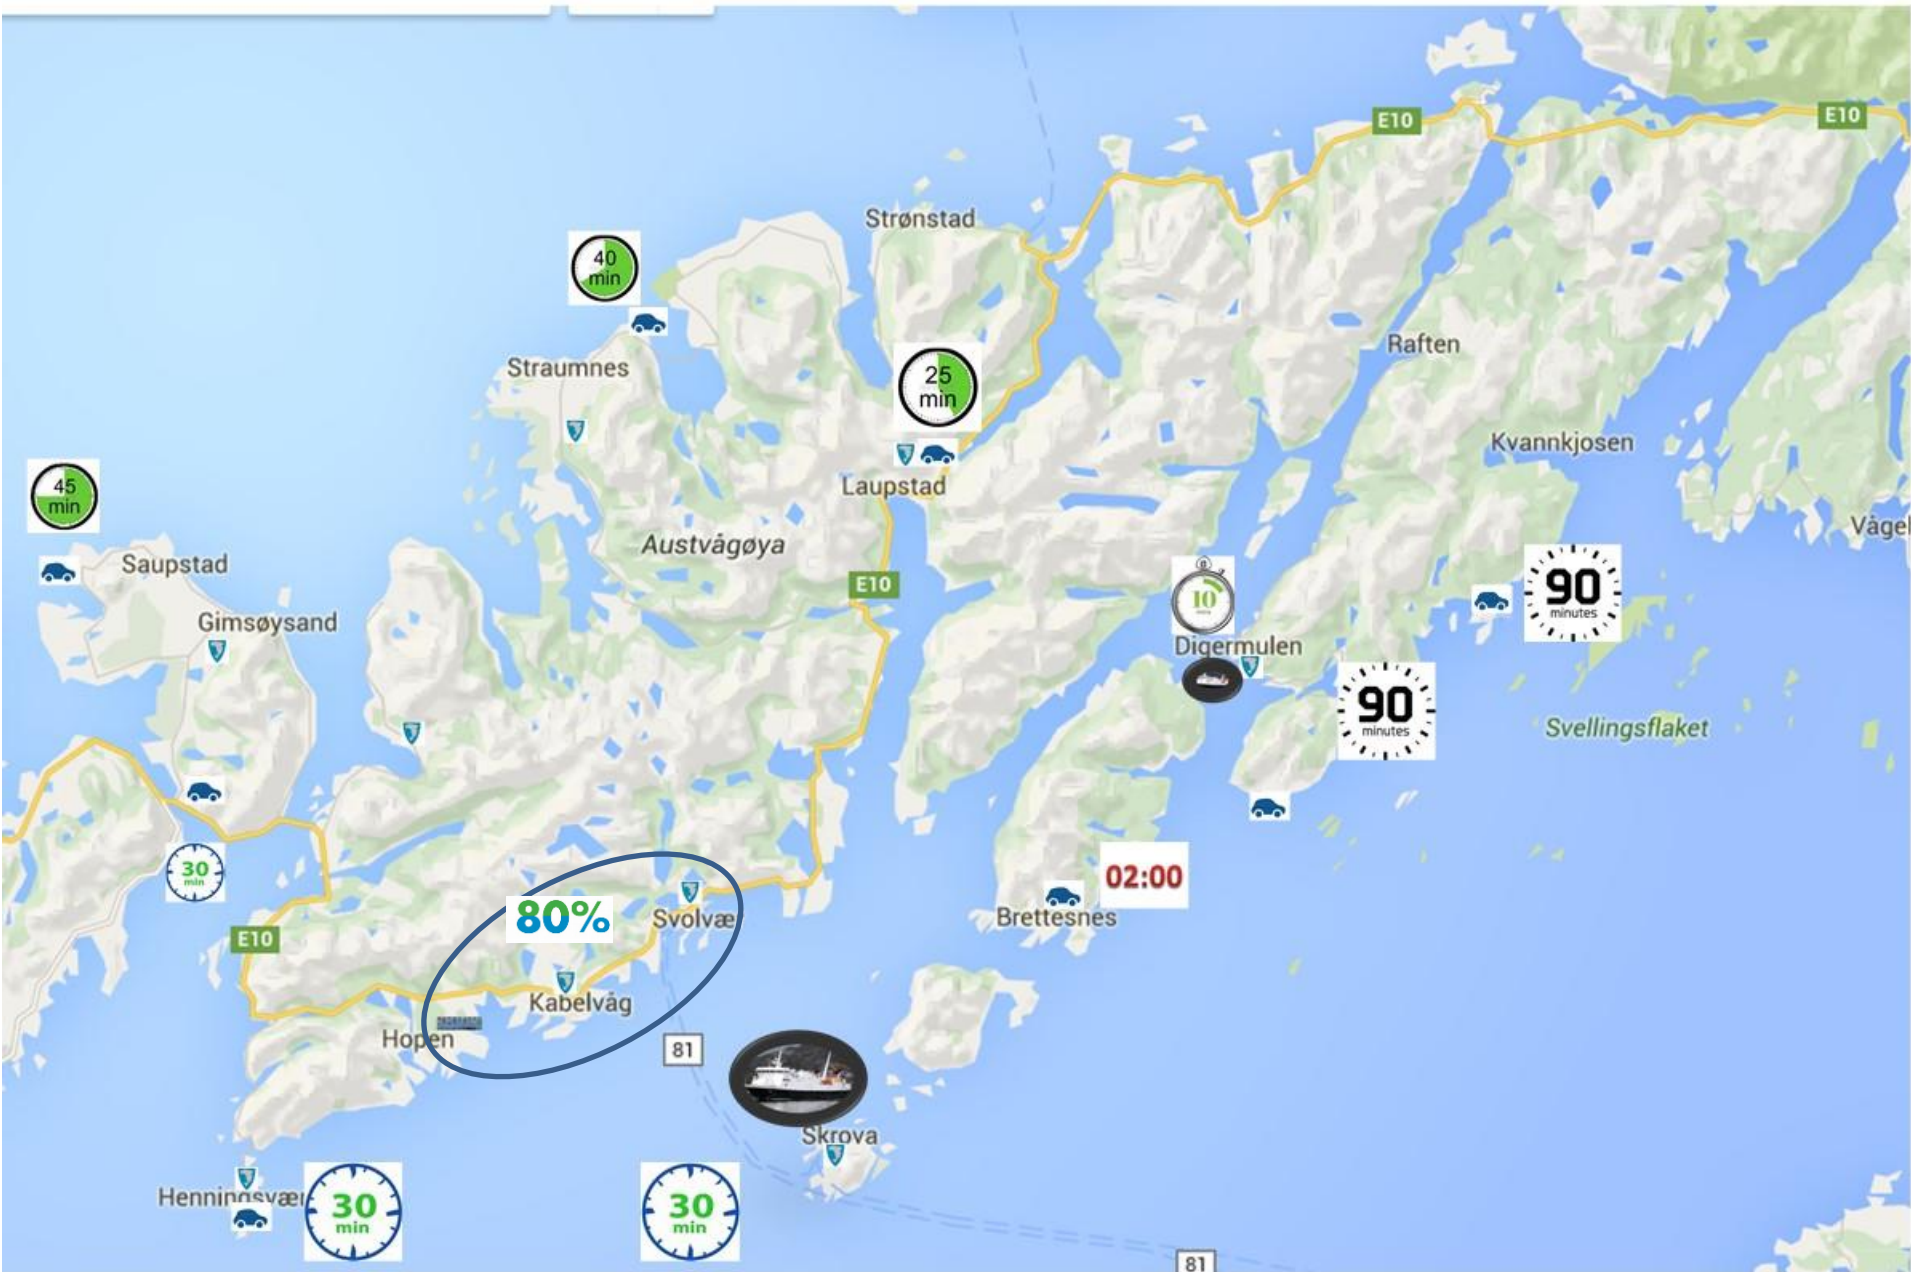 E10
E10
Strønstad
40
min
Raften
Straumnes
25
min
Kvannkjosen
Laupstad
45
min
Vågel
Austvågøya
Saupstad
E10
90
minutes
10
Gimsøysand
Digermulen
90
minutes
Svellingsflaket
30
min
02:00
80%
Svolvæ
Brettesnes
E10
Kabelvåg
Hopen
81
Skrova
Henningsvær
30
min
30
min
81